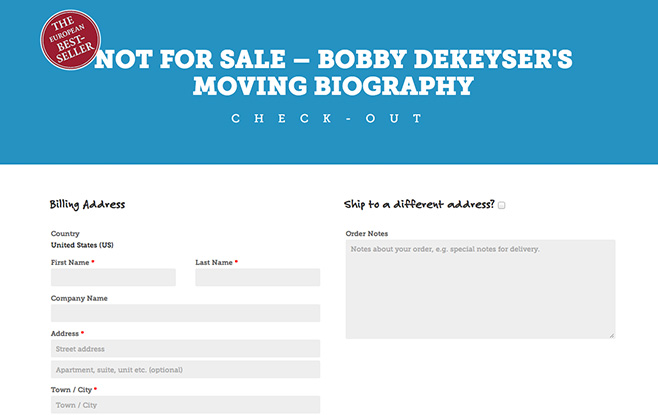 THE
EUROPEAN
BEST-
SELLER
NOT FOR SALE – BOBBY DEKEYSER'S
MOVING BIOGRAPHY
CHECK-OUT
Billing Address
Country
United States (US)
First Name *
Last Name *
Company Name
Address *
Street address
Apartment, suite, unit etc. (optional)
Town / City *
Town / City
Ship to a different address?
Order Notes
Notes about your order, e.g. special notes for delivery.